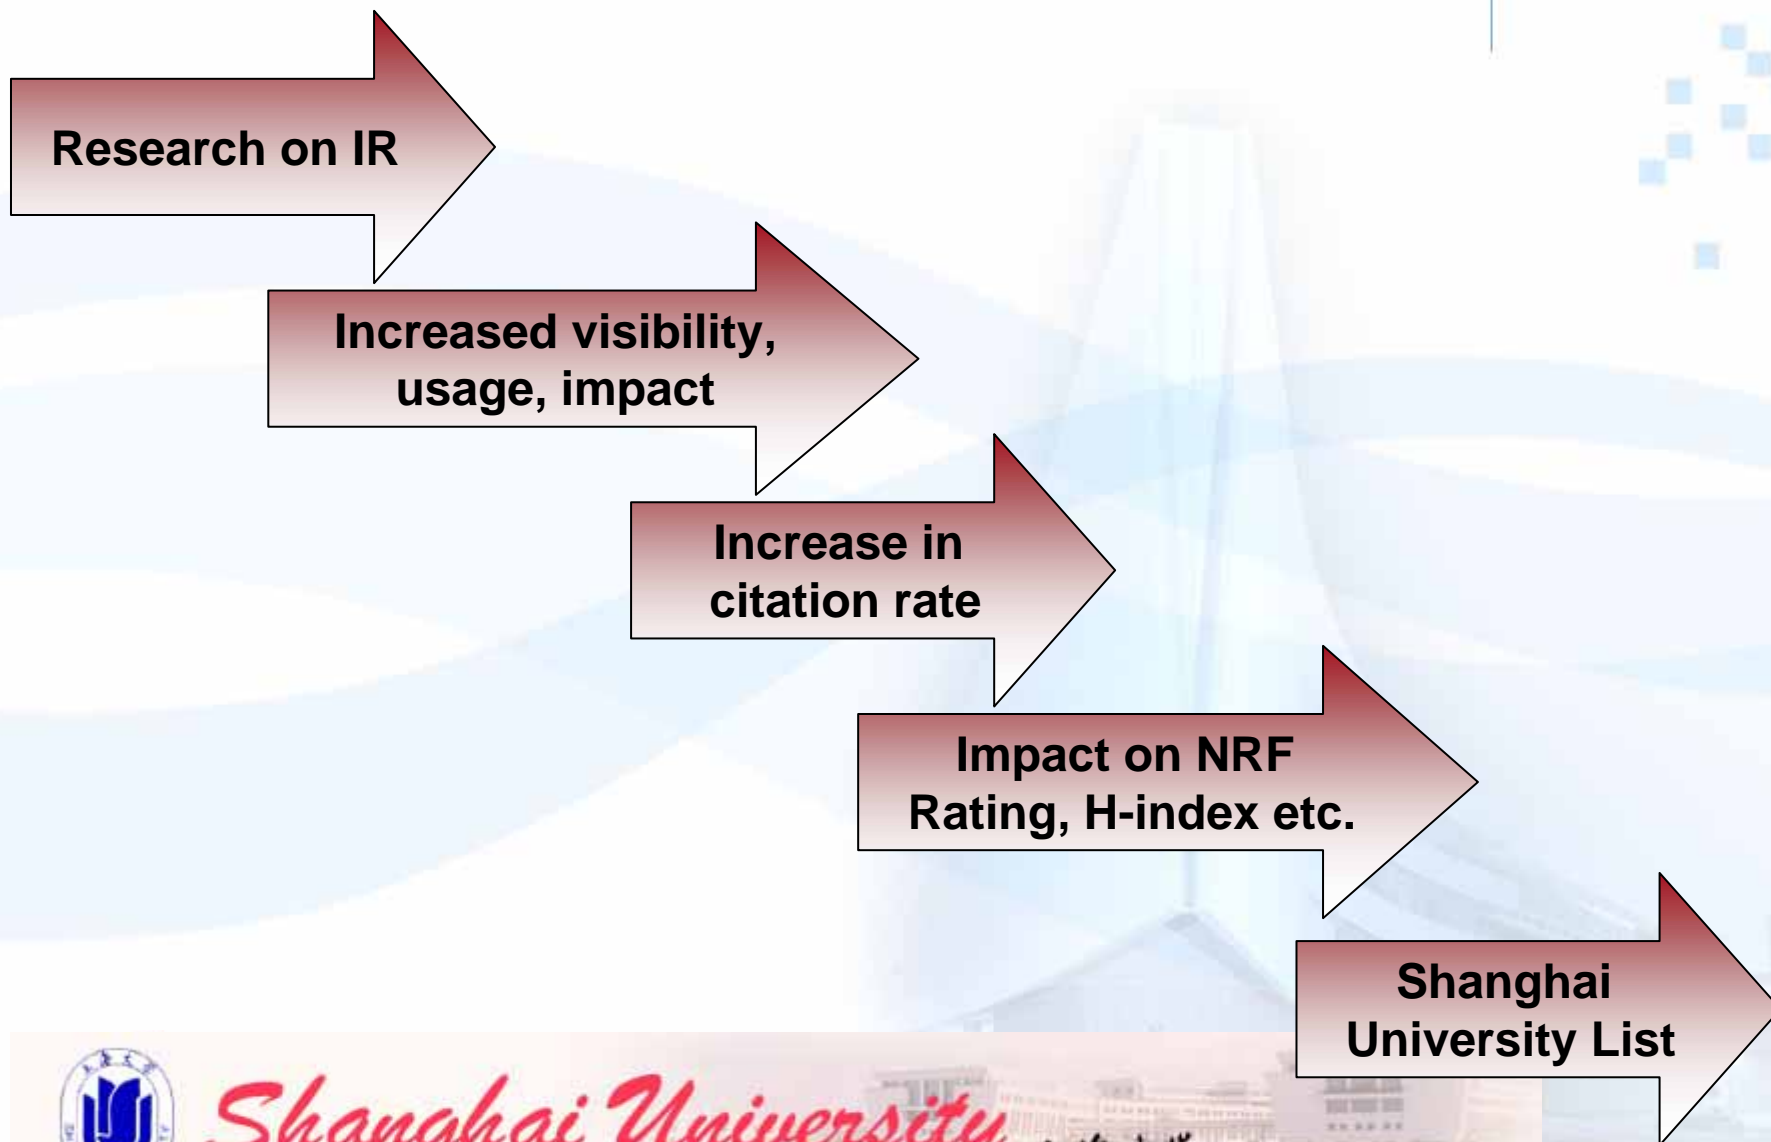 Research on IR
Increased visibility,
usage, impact
Increase in
citation rate
Impact on NRF
Rating, H-index etc.
Shanghai
University List
Shanghai University